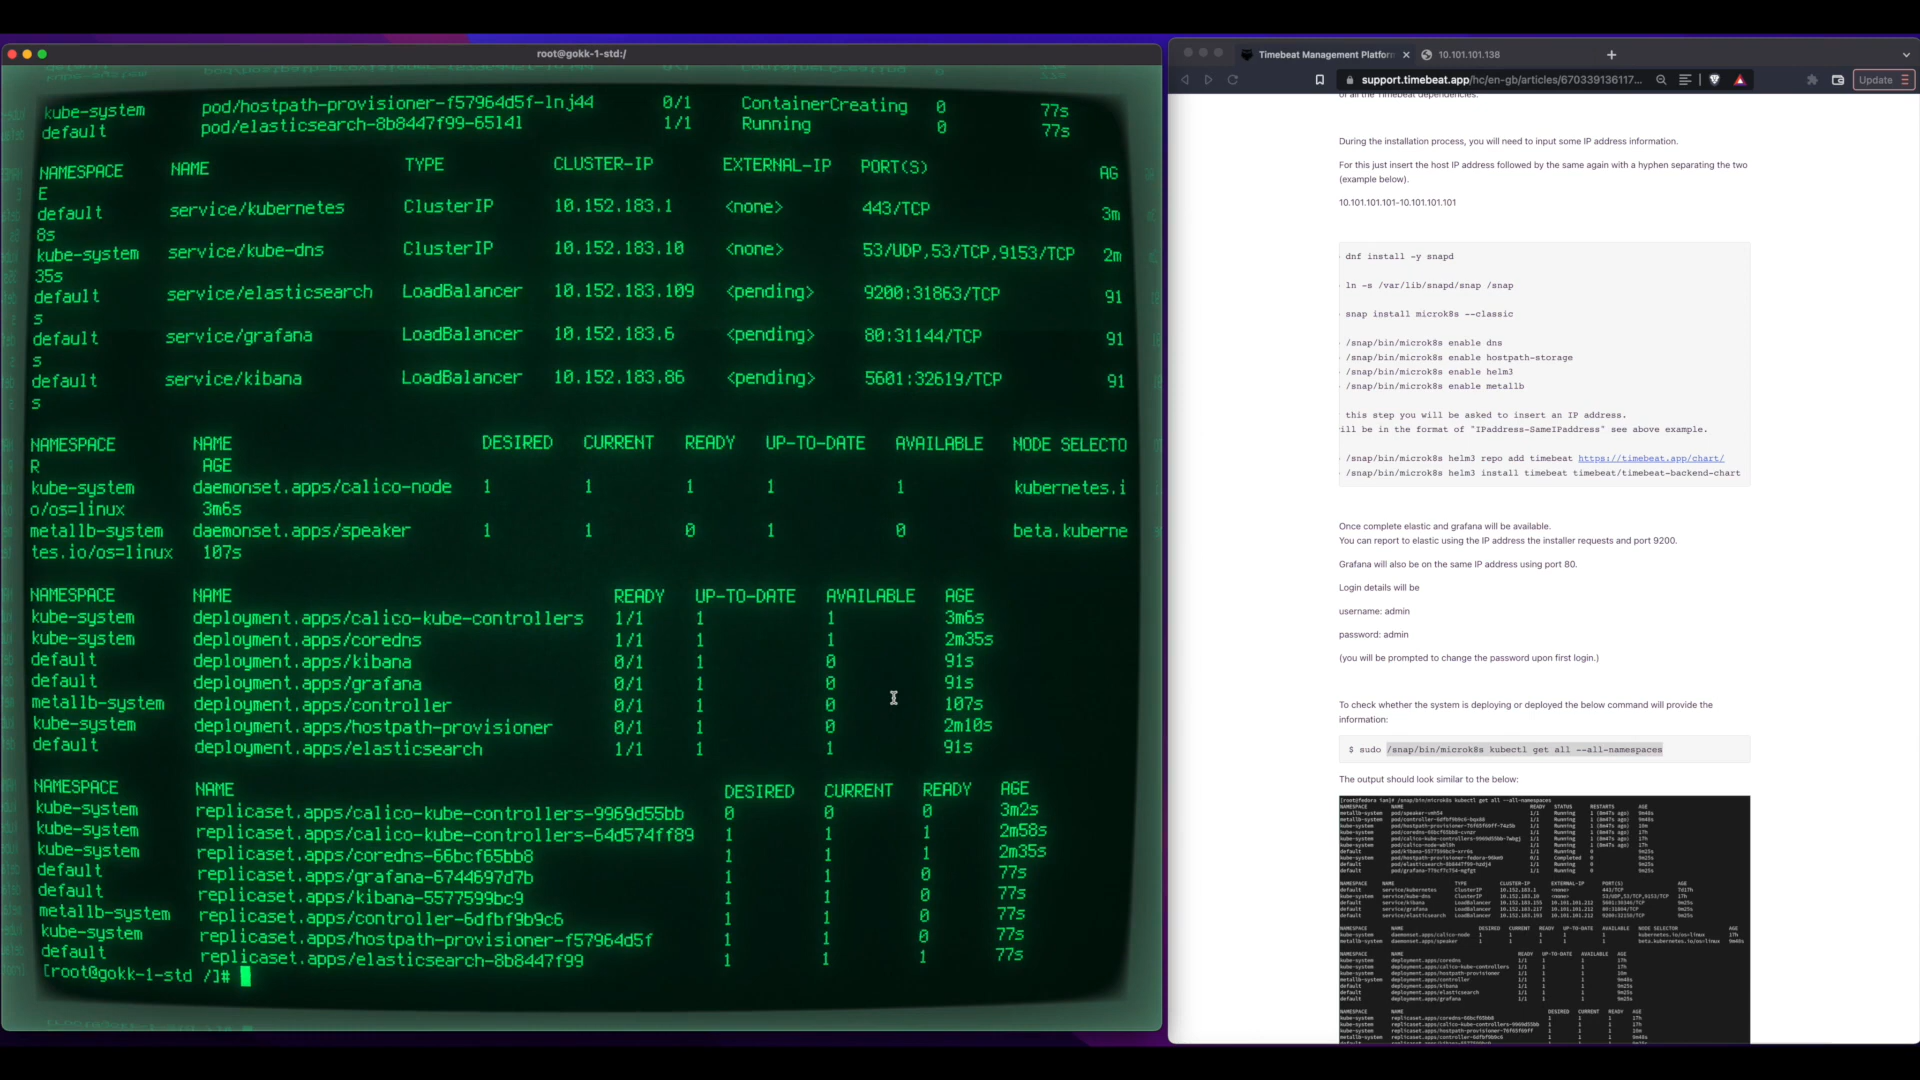 root@gokk-1-std:/
kube-system pod/hostpath-provisioner-f57964d5f-lnj44 0/1 ContainerCreating 0 77s
default pod/elasticsearch-8b8447f99-65l4l 1/1 Running 0 77s
NAMESPACE NAME TYPE CLUSTER-IP EXTERNAL-IP PORT(S) AG
E
default service/kubernetes ClusterIP 10.152.183.1 <none> 443/TCP 3m
8s
kube-system service/kube-dns ClusterIP 10.152.183.10 <none> 53/UDP,53/TCP,9153/TCP 2m
35s
default service/elasticsearch LoadBalancer 10.152.183.109 <pending> 9200:31863/TCP 91
s
default service/grafana LoadBalancer 10.152.183.6 <pending> 80:31144/TCP 91
s
default service/kibana LoadBalancer 10.152.183.86 <pending> 5601:32619/TCP 91
s
NAMESPACE NAME DESIRED CURRENT READY UP-TO-DATE AVAILABLE NODE SELECTO
R AGE
kube-system daemonset.apps/calico-node 1 1 1 1 1 kubernetes.i
o/os=linux 3m6s
metallb-system daemonset.apps/speaker 1 1 0 1 0 beta.kuberne
tes.io/os=linux 107s
NAMESPACE NAME READY UP-TO-DATE AVAILABLE AGE
kube-system deployment.apps/calico-kube-controllers 1/1 1 1 3m6s
kube-system deployment.apps/coredns 1/1 1 1 2m35s
default deployment.apps/kibana 0/1 1 0 91s
default deployment.apps/grafana 0/1 1 0 91s
metallb-system deployment.apps/controller 0/1 1 0 107s
kube-system deployment.apps/hostpath-provisioner 0/1 1 0 2m10s
default deployment.apps/elasticsearch 1/1 1 1 91s
NAMESPACE NAME DESIRED CURRENT READY AGE
kube-system replicaset.apps/calico-kube-controllers-9969d55bb 0 0 0 3m2s
kube-system replicaset.apps/calico-kube-controllers-64d574ff89 1 1 1 2m58s
kube-system replicaset.apps/coredns-66bcf65bb8 1 1 1 2m35s
default replicaset.apps/grafana-6744697d7b 1 1 0 77s
default replicaset.apps/kibana-5577599bc9 1 1 0 77s
metallb-system replicaset.apps/controller-6dfbf9b9c6 1 1 0 77s
kube-system replicaset.apps/hostpath-provisioner-f57964d5f 1 1 0 77s
default replicaset.apps/elasticsearch-8b8447f99 1 1 1 77s
[root@gokk-1-std /]#
Timebeat Management Platform
10.101.101.138
support.timebeat.app/hc/en-gb/articles/670339136117...
Update
of all the Timebeat dependencies.
During the installation process, you will need to input some IP address information.
For this just insert the host IP address followed by the same again with a hyphen separating the two
(example below).
10.101.101.101-10.101.101.101
dnf install -y snapd
ln -s /var/lib/snapd/snap /snap
snap install microk8s --classic
/snap/bin/microk8s enable dns
/snap/bin/microk8s enable hostpath-storage
/snap/bin/microk8s enable helm3
/snap/bin/microk8s enable metallb
this step you will be asked to insert an IP address.
ill be in the format of "IPaddress-SameIPaddress" see above example.
/snap/bin/microk8s helm3 repo add timebeat https://timebeat.app/chart/
/snap/bin/microk8s helm3 install timebeat timebeat/timebeat-backend-chart
Once complete elastic and grafana will be available.
You can report to elastic using the IP address the installer requests and port 9200.
Grafana will also be on the same IP address using port 80.
Login details will be
username: admin
password: admin
(you will be prompted to change the password upon first login.)
To check whether the system is deploying or deployed the below command will provide the
information:
$ sudo /snap/bin/microk8s kubectl get all --all-namespaces
The output should look similar to the below: